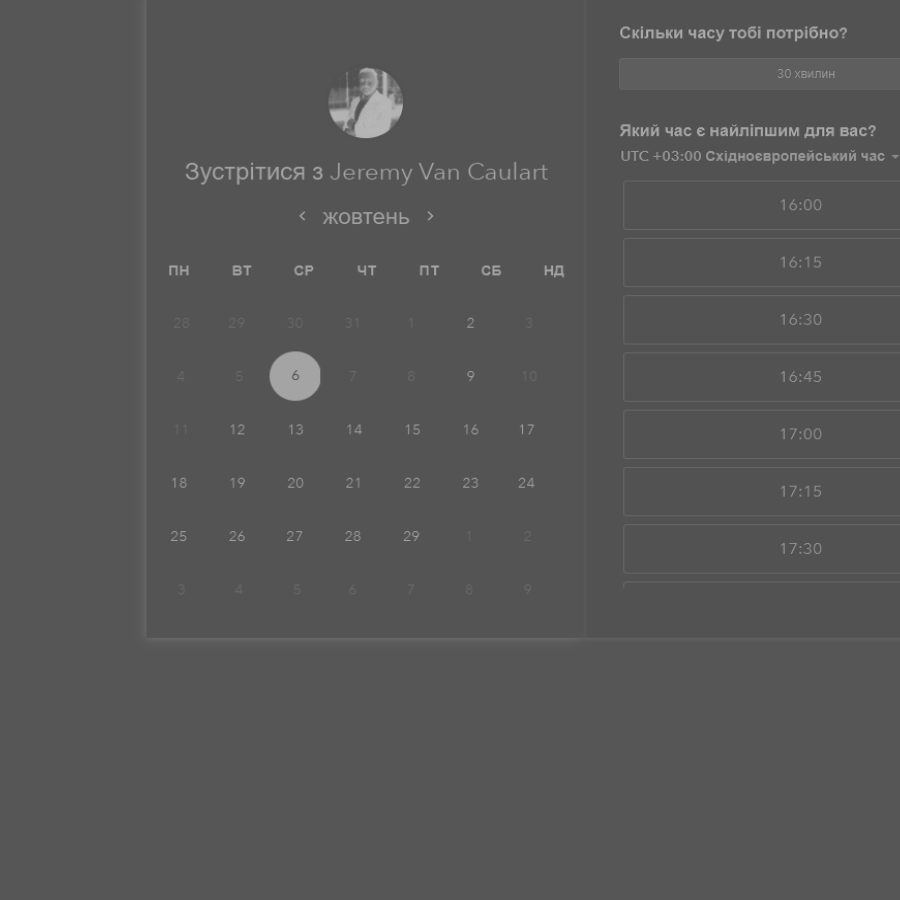 Зустрітися з Jeremy Van Caulart
< жовтень >
ПН ВТ СР ЧТ ПТ СБ НД
28 29 30 31 1 2 3
4 5 6 7 8 9 10
11 12 13 14 15 16 17
18 19 20 21 22 23 24
25 26 27 28 29 1 2
3 4 5 6 7 8 9
Скільки часу тобі потрібно?
30 хвилин
Який час є найліпшим для вас?
UTC +03:00 Східноєвропейський час
16:00
16:15
16:30
16:45
17:00
17:15
17:30